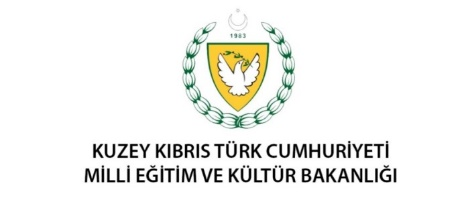 1983
KUZEY KIBRIS TÜRK CUMHURİYETİ
MİLLİ EĞİTİM VE KÜLTÜR BAKANLIĞI